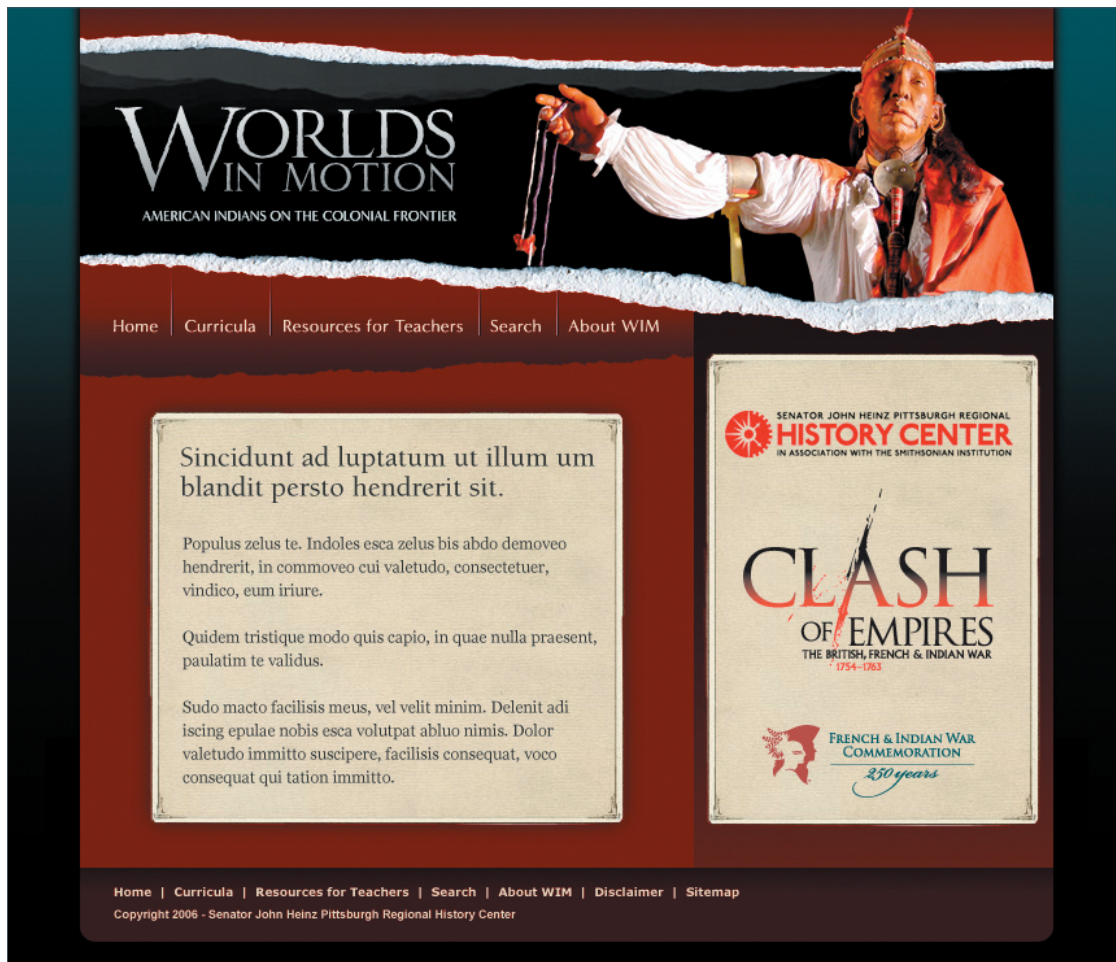 WORLDS
IN MOTION
AMERICAN INDIANS ON THE COLONIAL FRONTIER
Home Curricula Resources for Teachers Search About WIM
Sincidunt ad luptatum ut illum um
blandit persto hendrerit sit.
Populus zelus te. Indoles esca zelus bis abdo demoveo
hendrerit, in commoveo cui valetudo, consectetuer,
vindico, eum iriure.
Quidem tristique modo quis capio, in quae nulla praesent,
paulatim te validus.
Sudo macto facilisis meus, vel velit minim. Delenit adi
iscing epulae nobis esca volutpat abluo nimis. Dolor
valetudo immitto suscipere, facilisis consequat, voco
consequat qui tation immitto.
SENATOR JOHN HEINZ PITTSBURGH REGIONAL
HISTORY CENTER
IN ASSOCIATION WITH THE SMITHSONIAN INSTITUTION
CLASH
OF EMPIRES
THE BRITISH, FRENCH & INDIAN WAR
1754–1763
FRENCH & INDIAN WAR
COMMEMORATION
250 years
Home | Curricula | Resources for Teachers | Search | About WIM | Disclaimer | Sitemap
Copyright 2006 - Senator John Heinz Pittsburgh Regional History Center